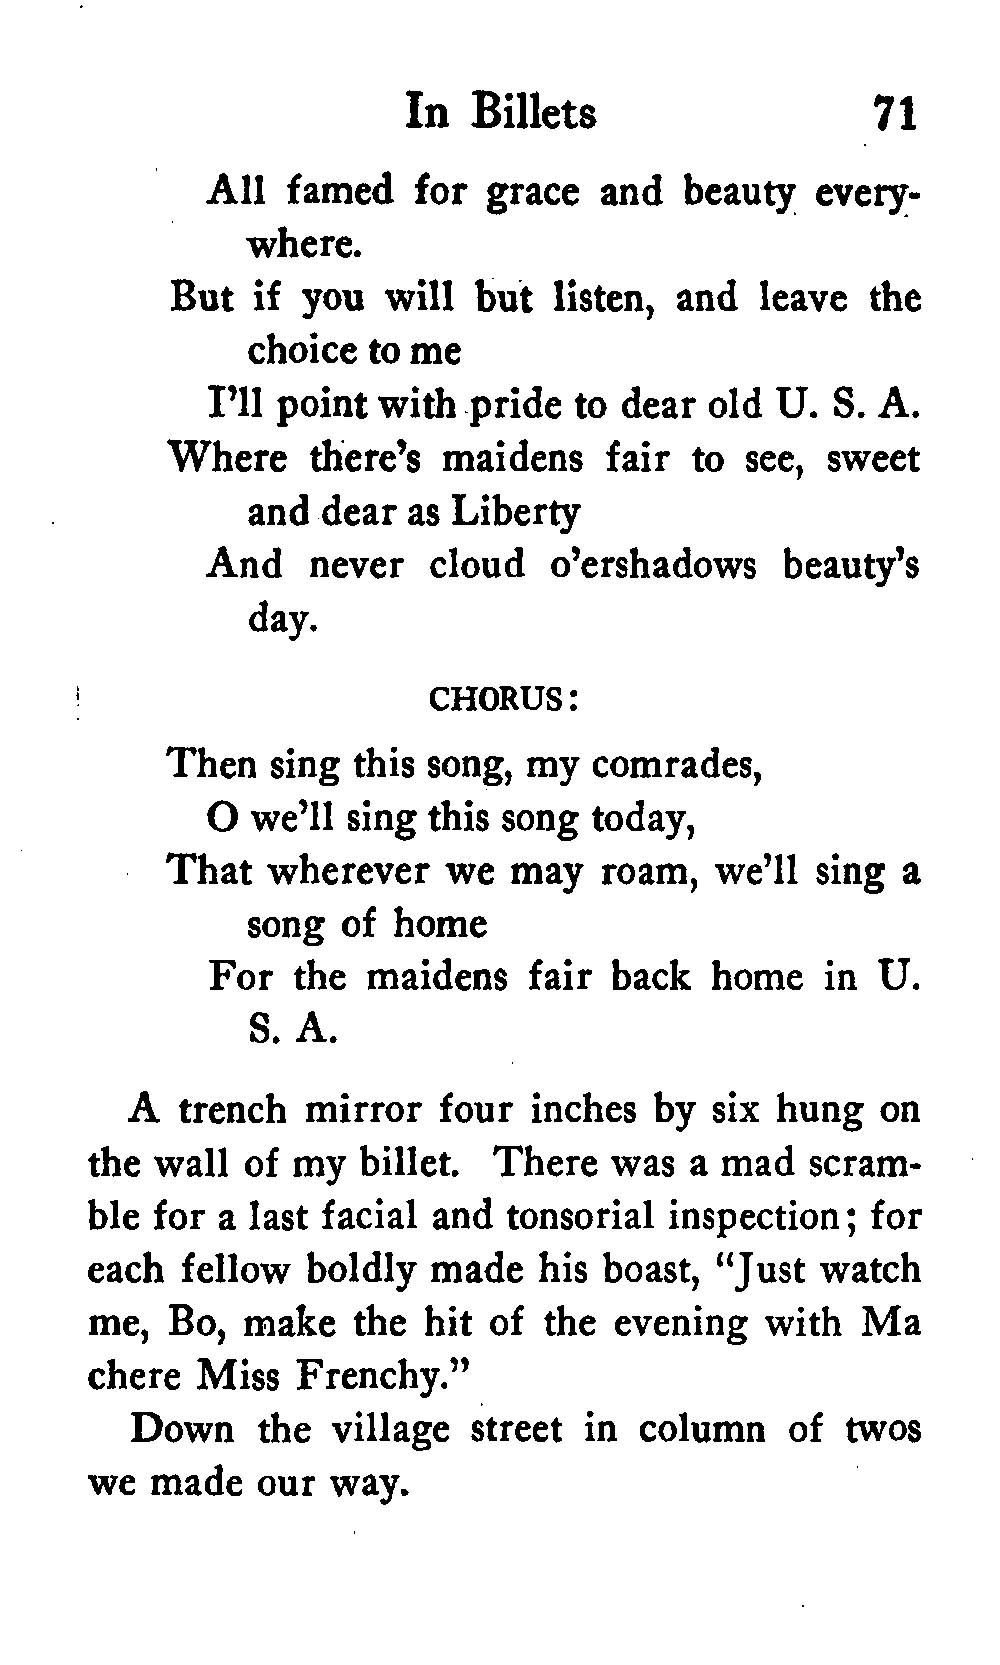 In Billets 71
All famed for grace and beauty every-
where.
But if you will but listen, and leave the
choice to me
I'll point with pride to dear old U. S. A.
Where there's maidens fair to see, sweet
and dear as Liberty
And never cloud o'ershadows beauty's
day.
CHORUS:
Then sing this song, my comrades,
O we'll sing this song today,
That wherever we may roam, we'll sing a
song of home
For the maidens fair back home in U.
S. A.
A trench mirror four inches by six hung on
the wall of my billet. There was a mad scram-
ble for a last facial and tonsorial inspection; for
each fellow boldly made his boast, "Just watch
me, Bo, make the hit of the evening with Ma
chere Miss Frenchy."
Down the village street in column of twos
we made our way.